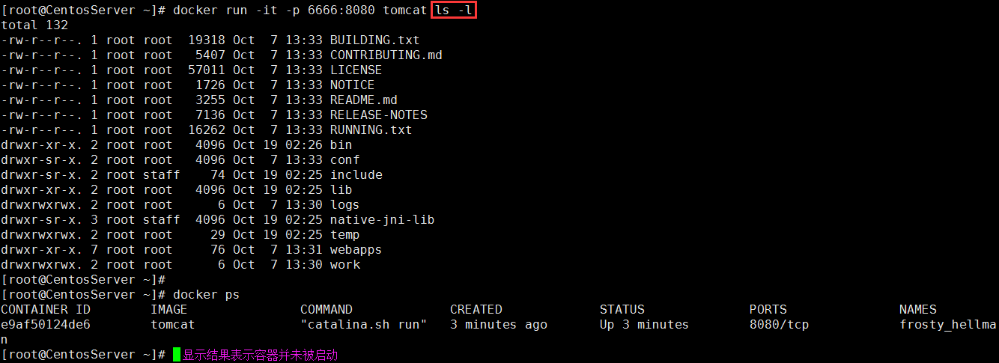 [root@CentosServer ~]# docker run -it -p 6666:8080 tomcat ls -l
total 132
-rw-r--r--. 1 root root  19318 Oct  7 13:33 BUILDING.txt
-rw-r--r--. 1 root root   5407 Oct  7 13:33 CONTRIBUTING.md
-rw-r--r--. 1 root root  57011 Oct  7 13:33 LICENSE
-rw-r--r--. 1 root root   1726 Oct  7 13:33 NOTICE
-rw-r--r--. 1 root root   3255 Oct  7 13:33 README.md
-rw-r--r--. 1 root root   7136 Oct  7 13:33 RELEASE-NOTES
-rw-r--r--. 1 root root  16262 Oct  7 13:33 RUNNING.txt
drwxr-xr-x. 2 root root   4096 Oct 19 02:26 bin
drwxr-sr-x. 2 root root   4096 Oct  7 13:33 conf
drwxr-sr-x. 2 root staff    74 Oct 19 02:25 include
drwxr-xr-x. 2 root root   4096 Oct 19 02:25 lib
drwxrwxrwx. 2 root root      6 Oct  7 13:30 logs
drwxr-sr-x. 3 root staff  4096 Oct 19 02:25 native-jni-lib
drwxrwxrwx. 2 root root     29 Oct 19 02:25 temp
drwxr-xr-x. 7 root root     76 Oct  7 13:31 webapps
drwxrwxrwx. 2 root root      6 Oct  7 13:30 work
[root@CentosServer ~]#
[root@CentosServer ~]# docker ps
CONTAINER ID        IMAGE               COMMAND             CREATED             STATUS              PORTS               NAMES
e9af50124de6        tomcat              "catalina.sh run"   3 minutes ago       Up 3 minutes        8080/tcp            frosty_hellma
n
[root@CentosServer ~]# 显示结果表示容器并未被启动